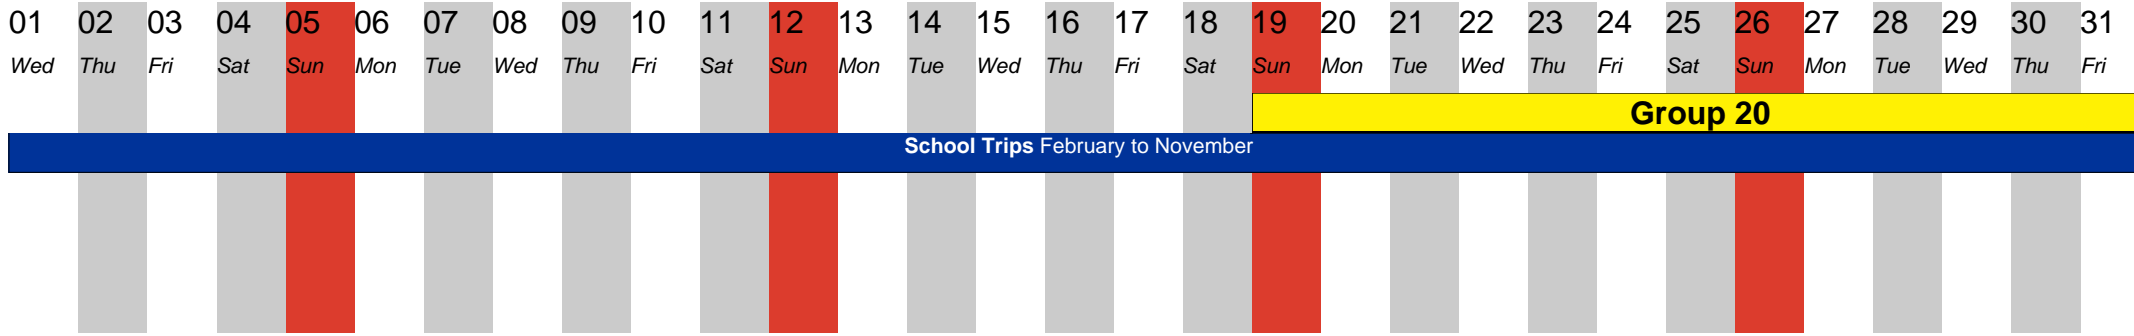 01 02 03 04 05 06 07 08 09 10 11 12 13 14 15 16 17 18 19 20 21 22 23 24 25 26 27 28 29 30 31
Wed Thu Fri Sat Sun Mon Tue Wed Thu Fri Sat Sun Mon Tue Wed Thu Fri Sat Sun Mon Tue Wed Thu Fri Sat Sun Mon Tue Wed Thu Fri
Group 20
School Trips February to November